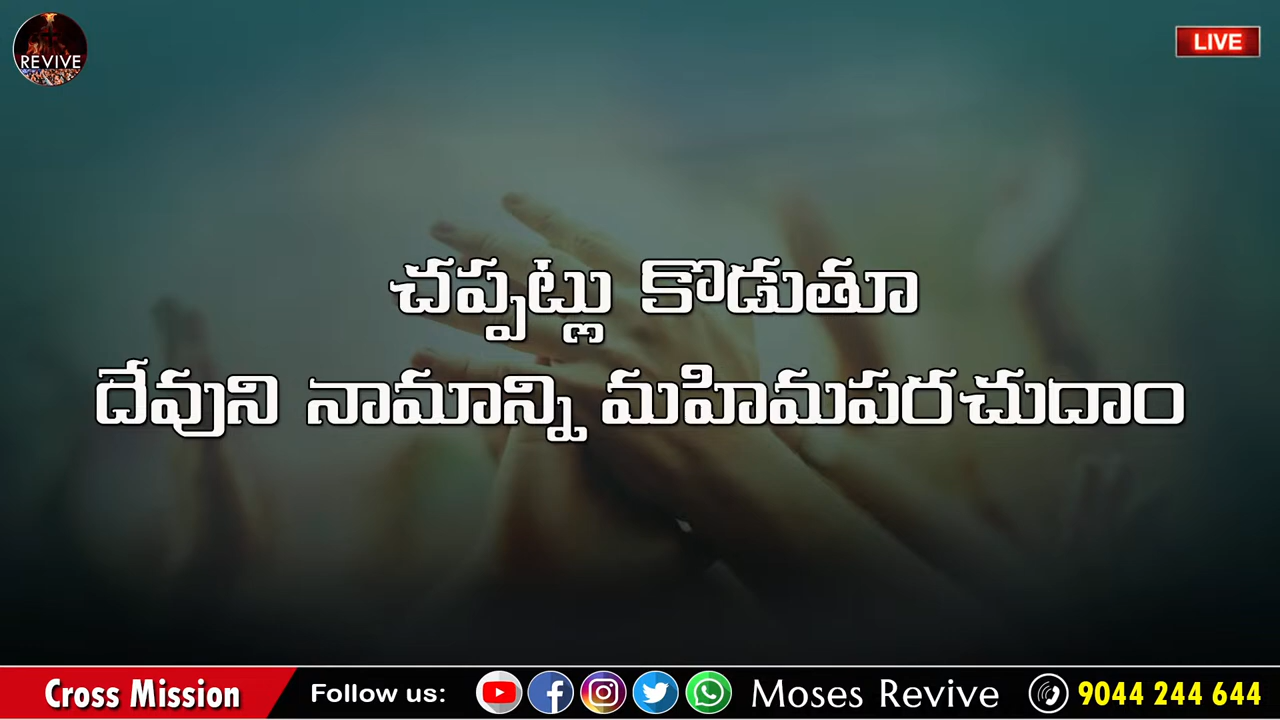 REVIVE
LIVE
చప్పట్లు కొడుతూ
దేవుని నామాన్ని మహిమపరచుదాం
Cross Mission
Follow us:
Moses Revive
9044 244 644